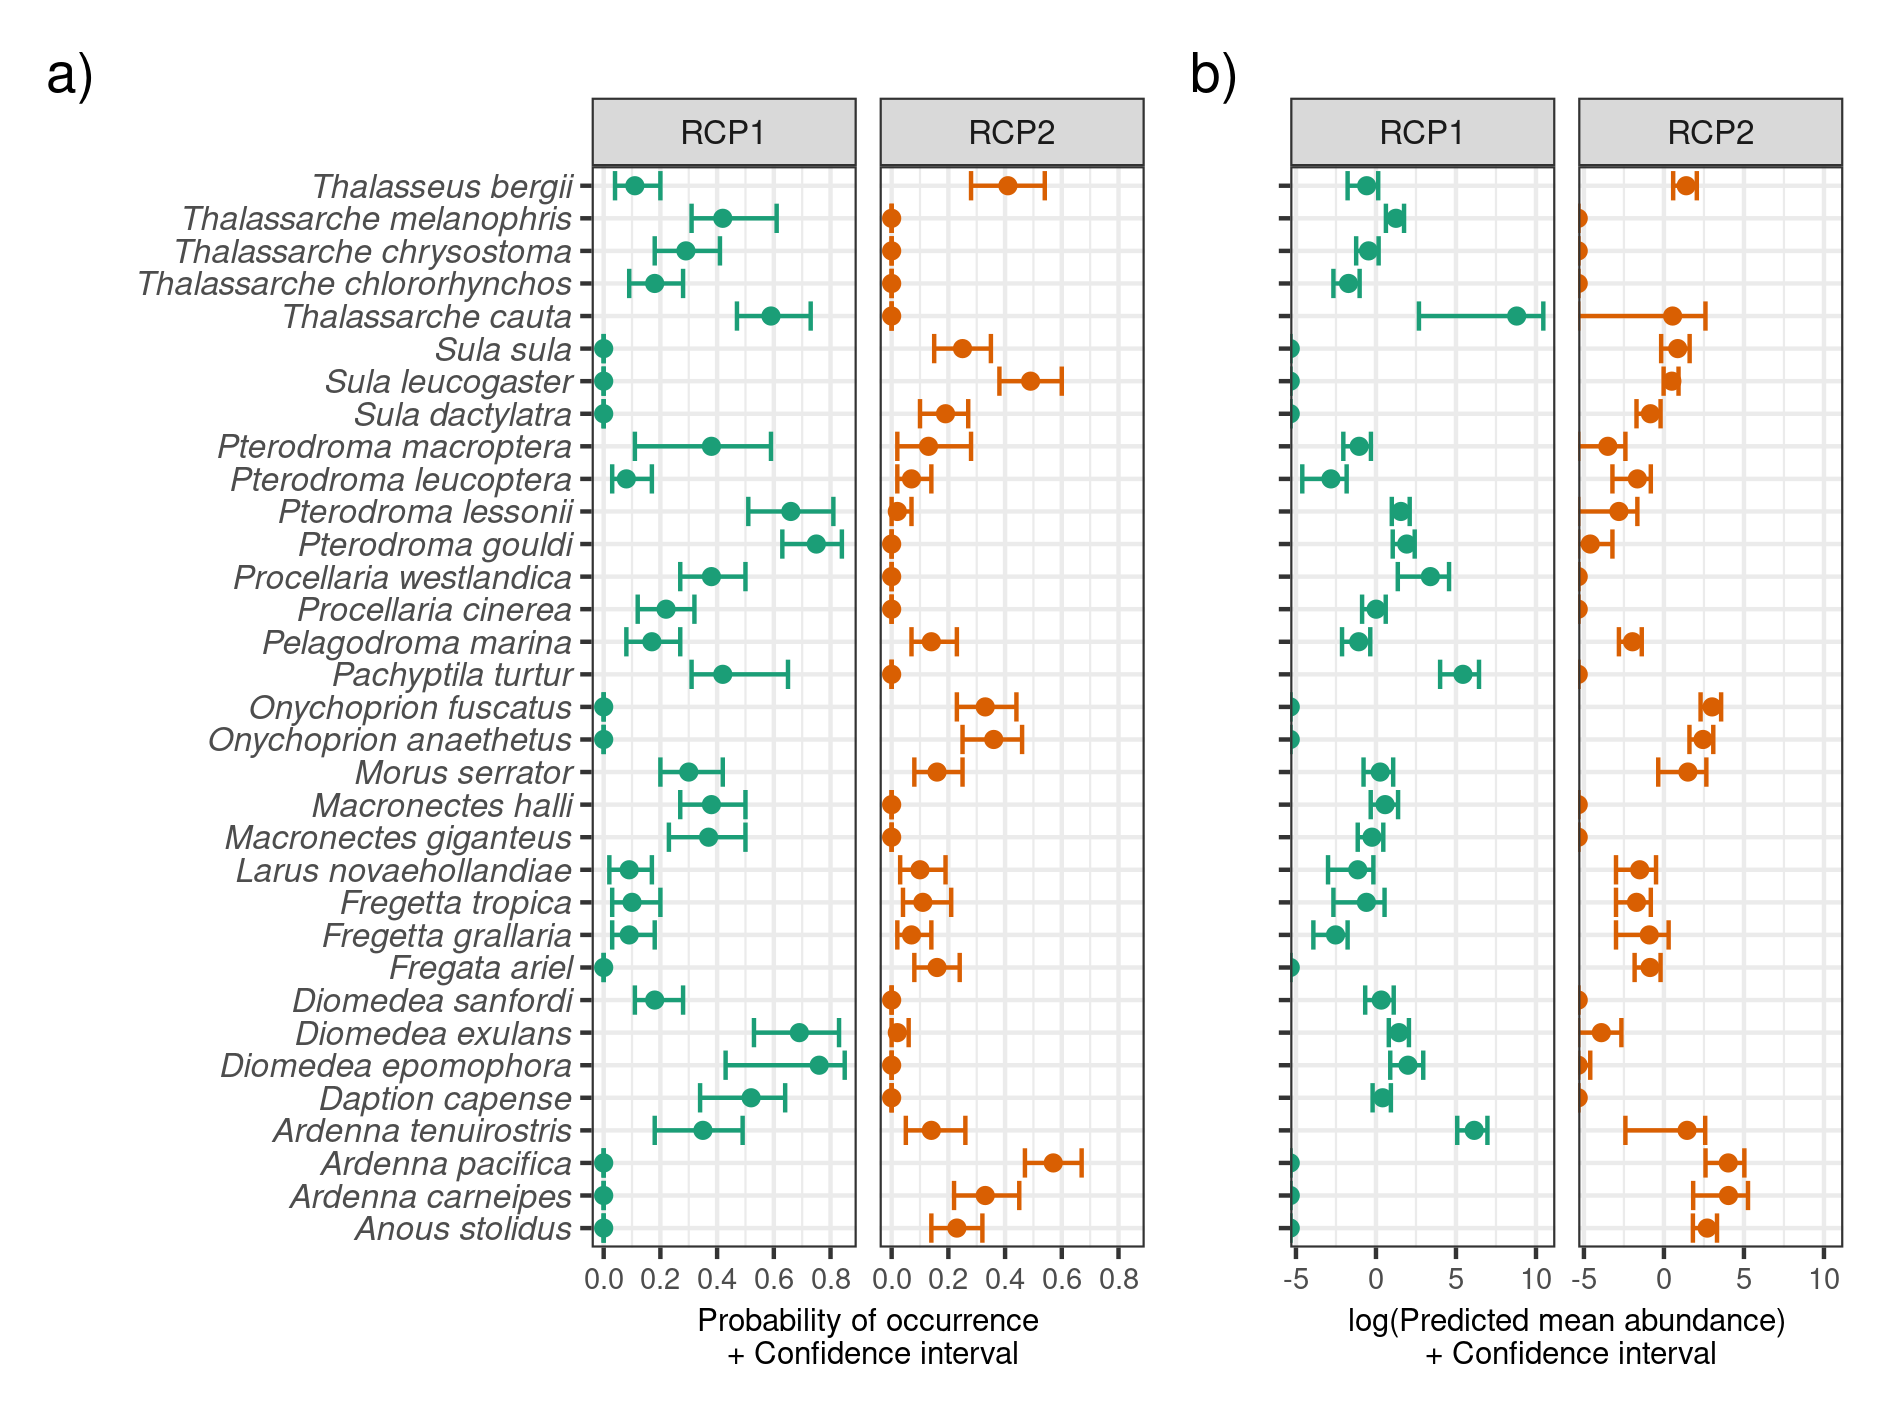 a)
b)
RCP1
RCP2
RCP1
RCP2
Thalasseus bergii
Thalassarche melanophris
Thalassarche chrysostoma
Thalassarche chlororhynchos
Thalassarche cauta
Sula sula
Sula leucogaster
Sula dactylatra
Pterodroma macroptera
Pterodroma leucoptera
Pterodroma lessonii
Pterodroma gouldi
Procellaria westlandica
Procellaria cinerea
Pelagodroma marina
Pachyptila turtur
Onychoprion fuscatus
Onychoprion anaethetus
Morus serrator
Macronectes halli
Macronectes giganteus
Larus novaehollandiae
Fregetta tropica
Fregetta grallaria
Fregata ariel
Diomedea sanfordi
Diomedea exulans
Diomedea epomophora
Daption capense
Ardenna tenuirostris
Ardenna pacifica
Ardenna carneipes
Anous stolidus
0.0 0.2 0.4 0.6 0.8
0.0 0.2 0.4 0.6 0.8
-5 0 5 10
-5 0 5 10
Probability of occurrence
+ Confidence interval
log(Predicted mean abundance)
+ Confidence interval